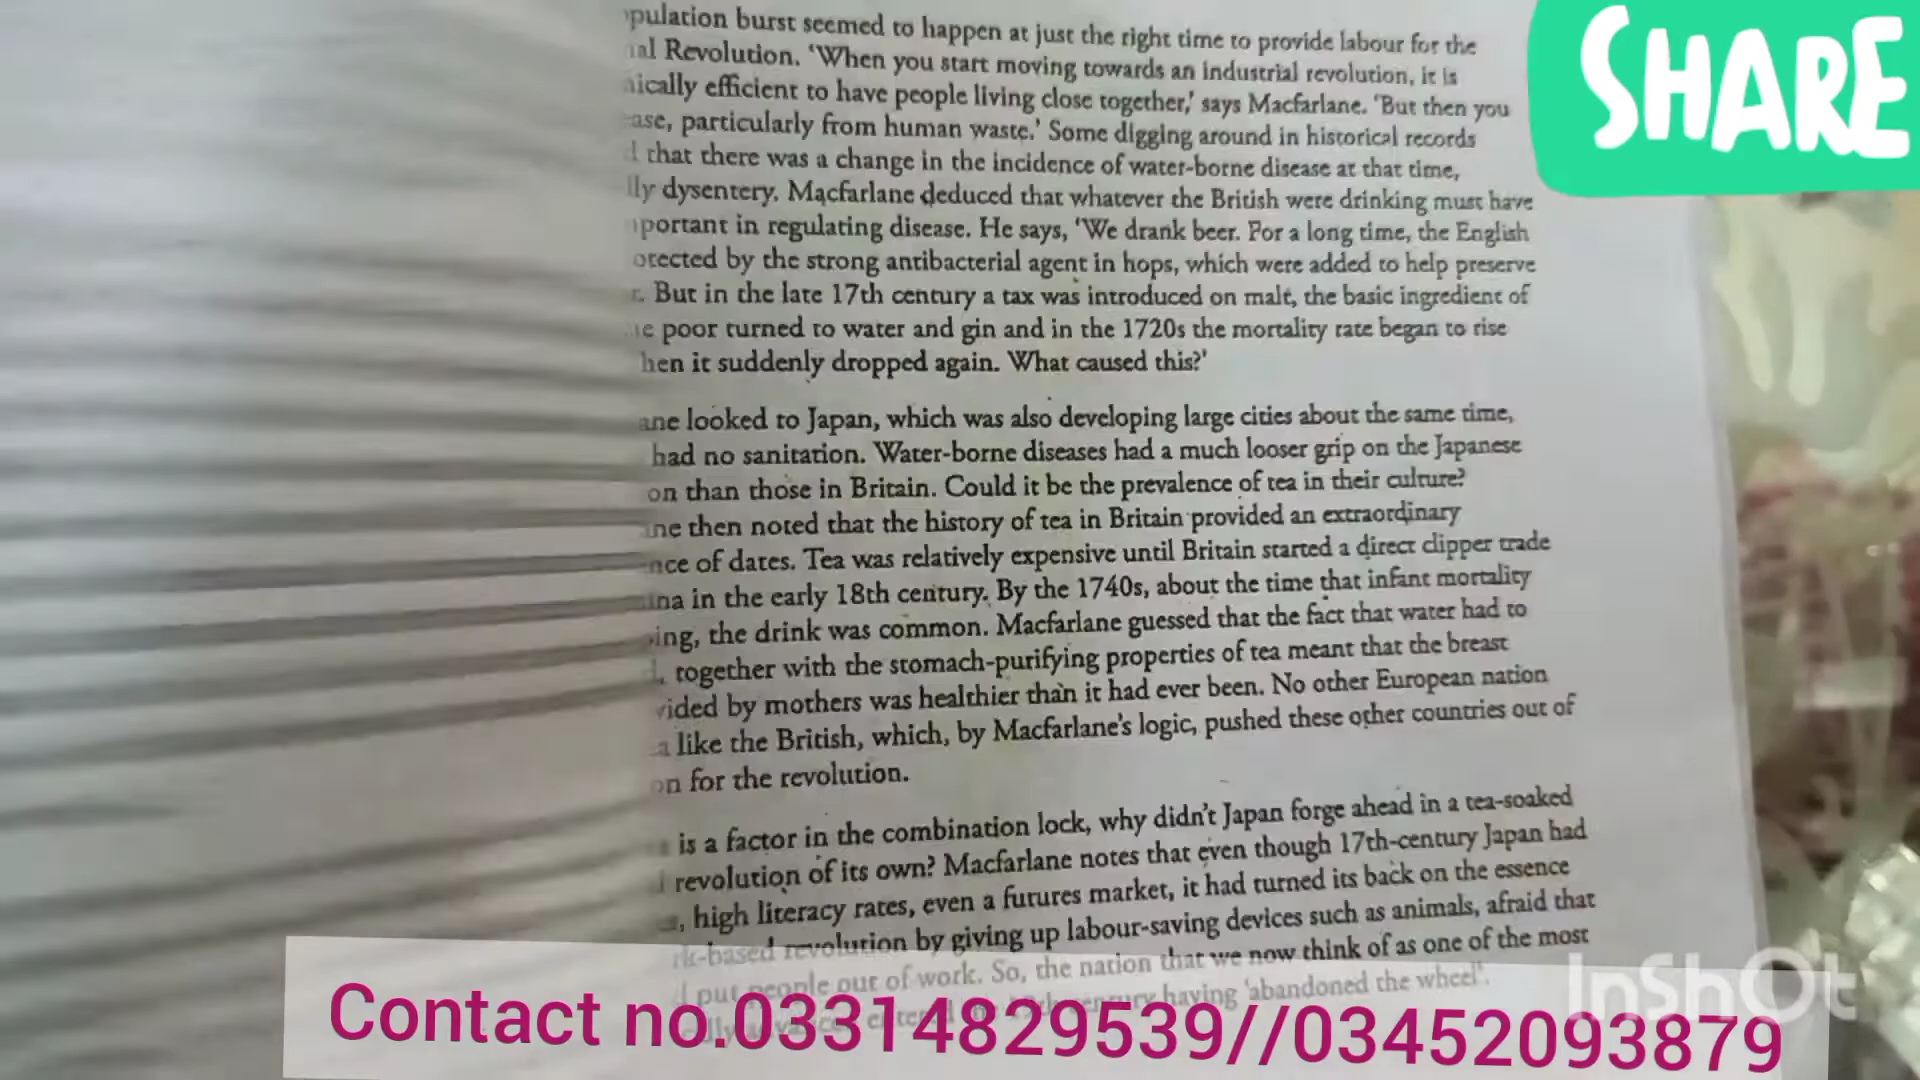 burst seemed to happen at just the right time to provide labour for the
Revolution. ‘When you start moving towards an industrial revolution, it is
efficient to have people living close together,’ says Macfarlane. ‘But then you
particularly from human waste.’ Some digging around in historical records
that there was a change in the incidence of water-borne disease at that time,
dysentery. Macfarlane deduced that whatever the British were drinking must have
in regulating disease. He says, ‘We drank beer. For a long time, the English
by the strong antibacterial agent in hops, which were added to help preserve
But in the late 17th century a tax was introduced on malt, the basic ingredient of
poor turned to water and gin and in the 1720s the mortality rate began to rise
it suddenly dropped again. What caused this?’
looked to Japan, which was also developing large cities about the same time,
had no sanitation. Water-borne diseases had a much looser grip on the Japanese
than those in Britain. Could it be the prevalence of tea in their culture?
then noted that the history of tea in Britain provided an extraordinary
of dates. Tea was relatively expensive until Britain started a direct clipper trade
in the early 18th century. By the 1740s, about the time that infant mortality
the drink was common. Macfarlane guessed that the fact that water had to
together with the stomach-purifying properties of tea meant that the breast
by mothers was healthier than it had ever been. No other European nation
like the British, which, by Macfarlane’s logic, pushed these other countries out of
for the revolution.
is a factor in the combination lock, why didn’t Japan forge ahead in a tea-soaked
revolution of its own? Macfarlane notes that even though 17th-century Japan had
high literacy rates, even a futures market, it had turned its back on the essence
revolution by giving up labour-saving devices such as animals, afraid that
put people out of work. So, the nation that we now think of as one of the most
century having ‘abandoned the wheel’.
SHARE
Contact no.03314829539//03452093879
InShOt